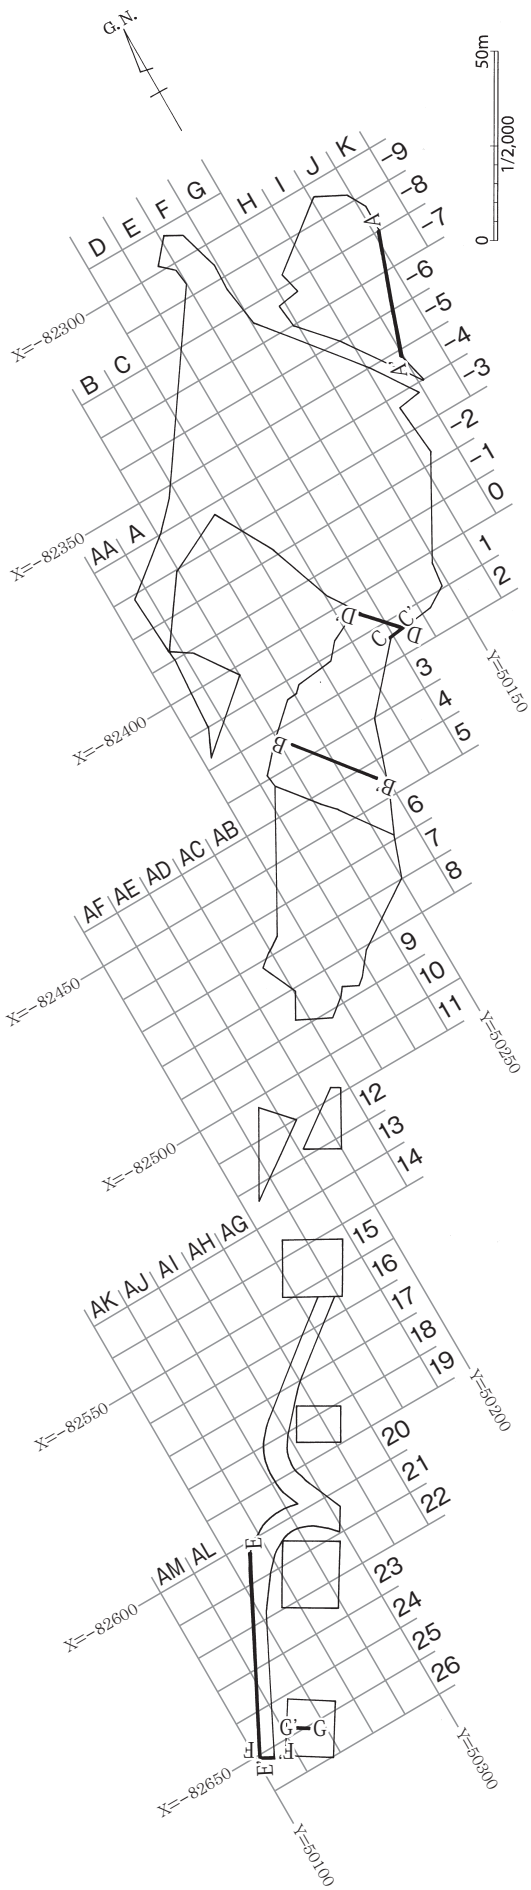 G.N.
50m
1/2,000
0
D E F G H I J K
-9
-8
-7
-6
-5
-4
-3
-2
-1
0
1
2
A
A'
X=-82300
B C
X=-82350
AA A
D'
D
C
C'
Y=50150
3
4
5
X=-82400
B
B'
6
7
8
AF AE AD AC AB
9
10
11
X=-82450
Y=50250
12
13
14
X=-82500
AK AJ AI AH AG
15
16
17
18
19
X=-82550
Y=50200
20
21
22
E
AM AL
23
24
25
26
X=-82600
G' G
F F'
E'
X=-82650
Y=50300
Y=50100